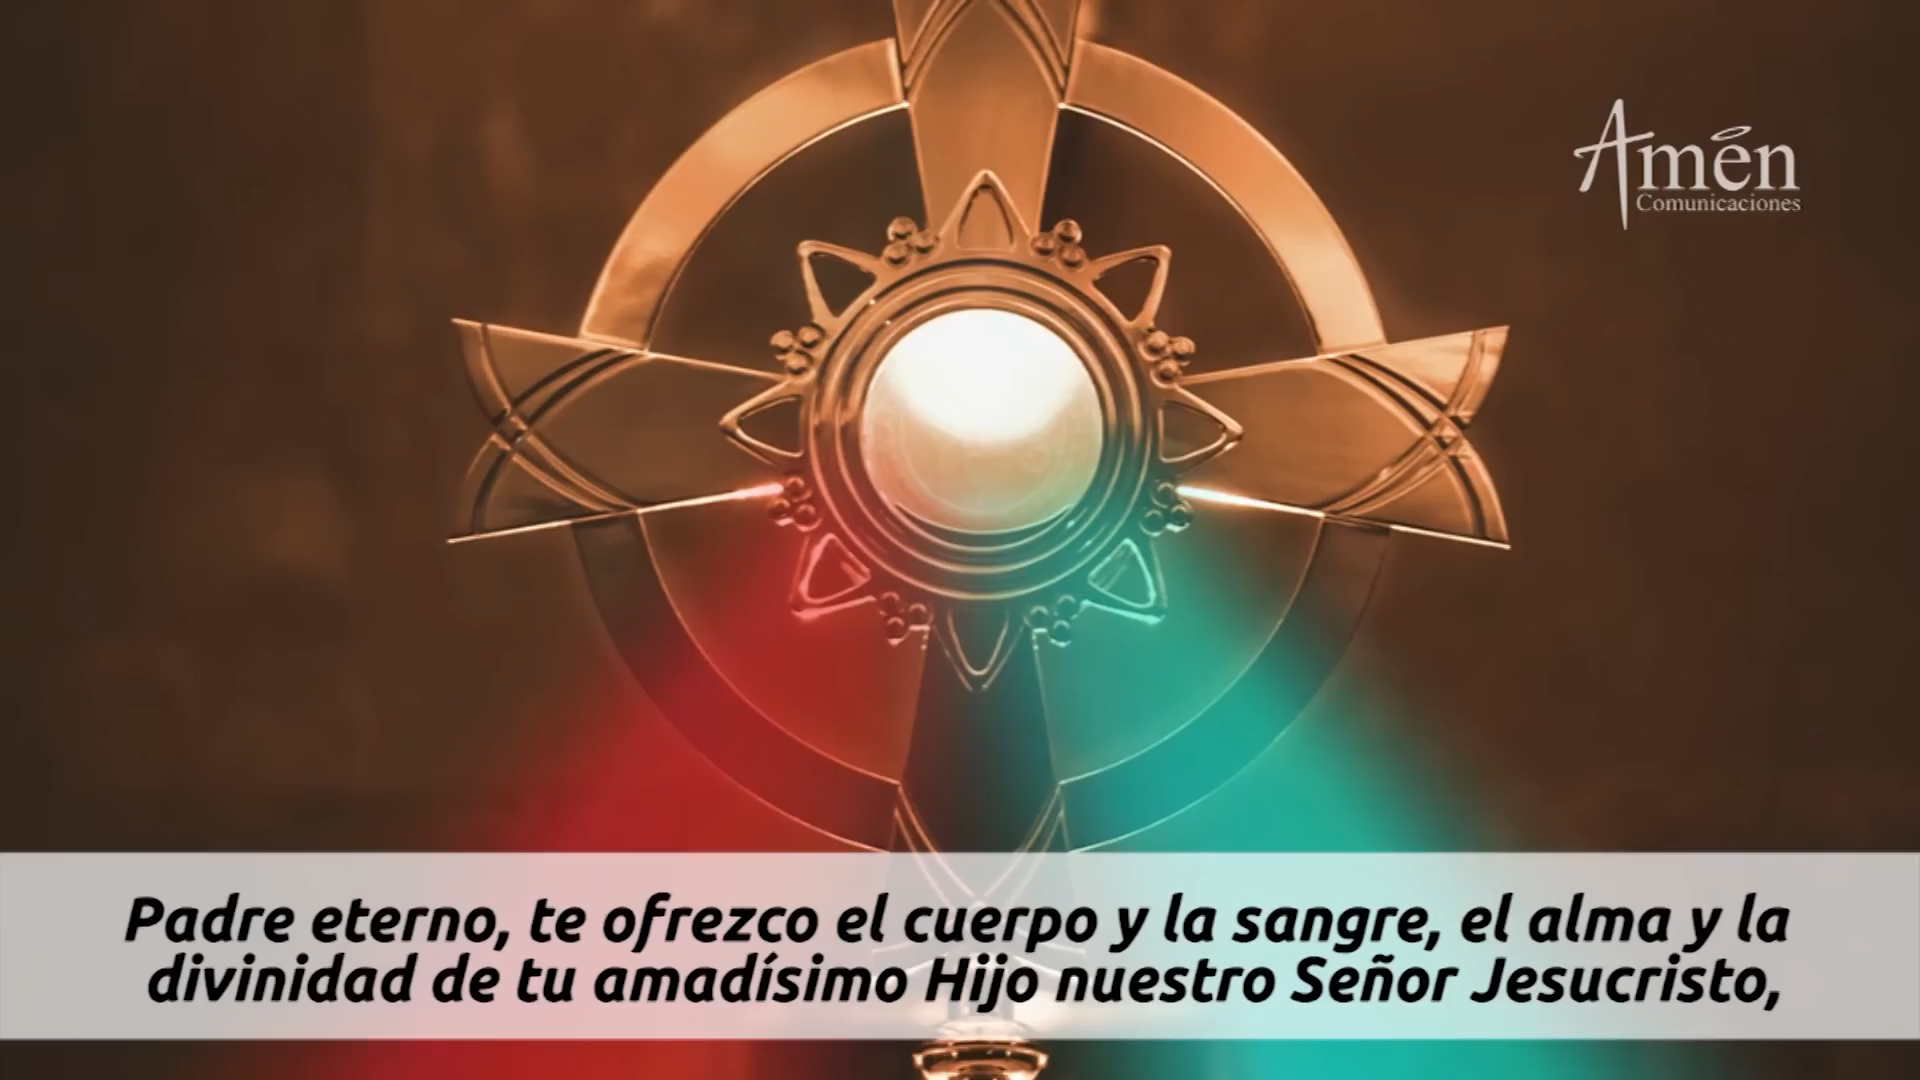 Amén
Comunicaciones
Padre eterno, te ofrezco el cuerpo y la sangre, el alma y la
divinidad de tu amadísimo Hijo nuestro Señor Jesucristo,